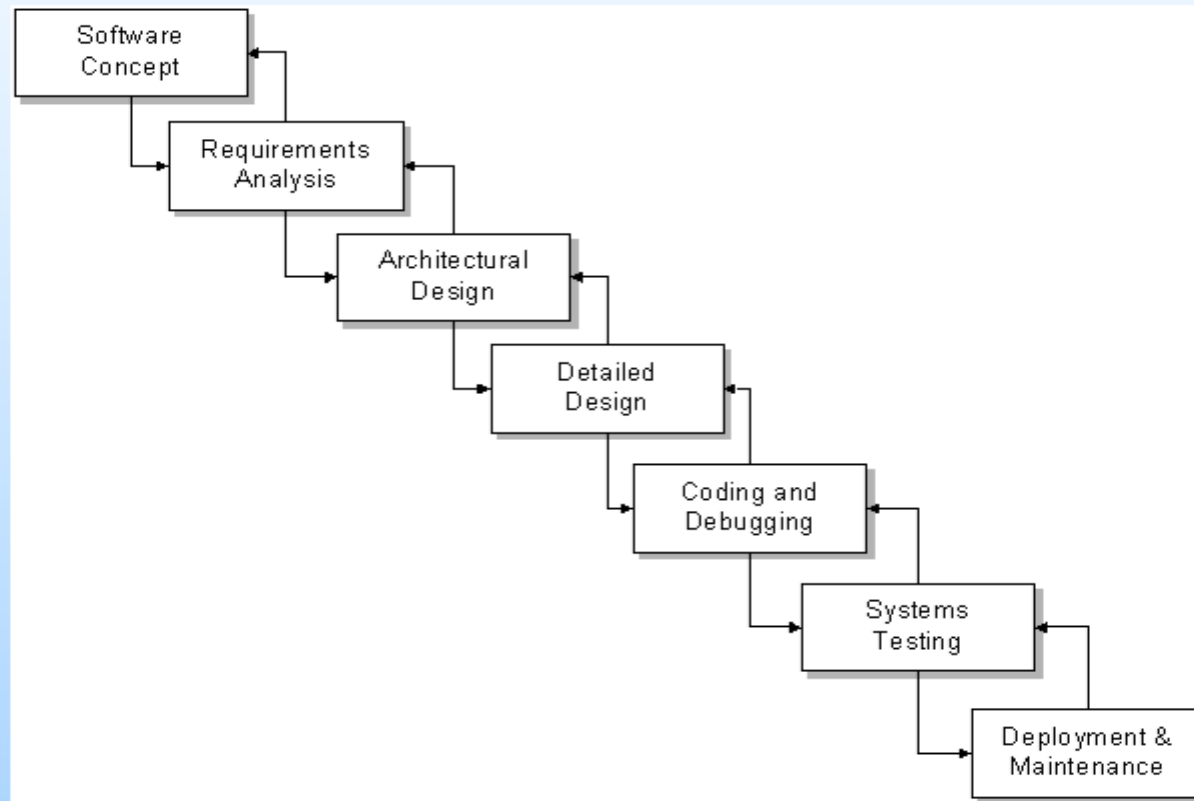 Software
Concept
Requirements
Analysis
Architectural
Design
Detailed
Design
Coding and
Debugging
Systems
Testing
Deployment &
Maintenance